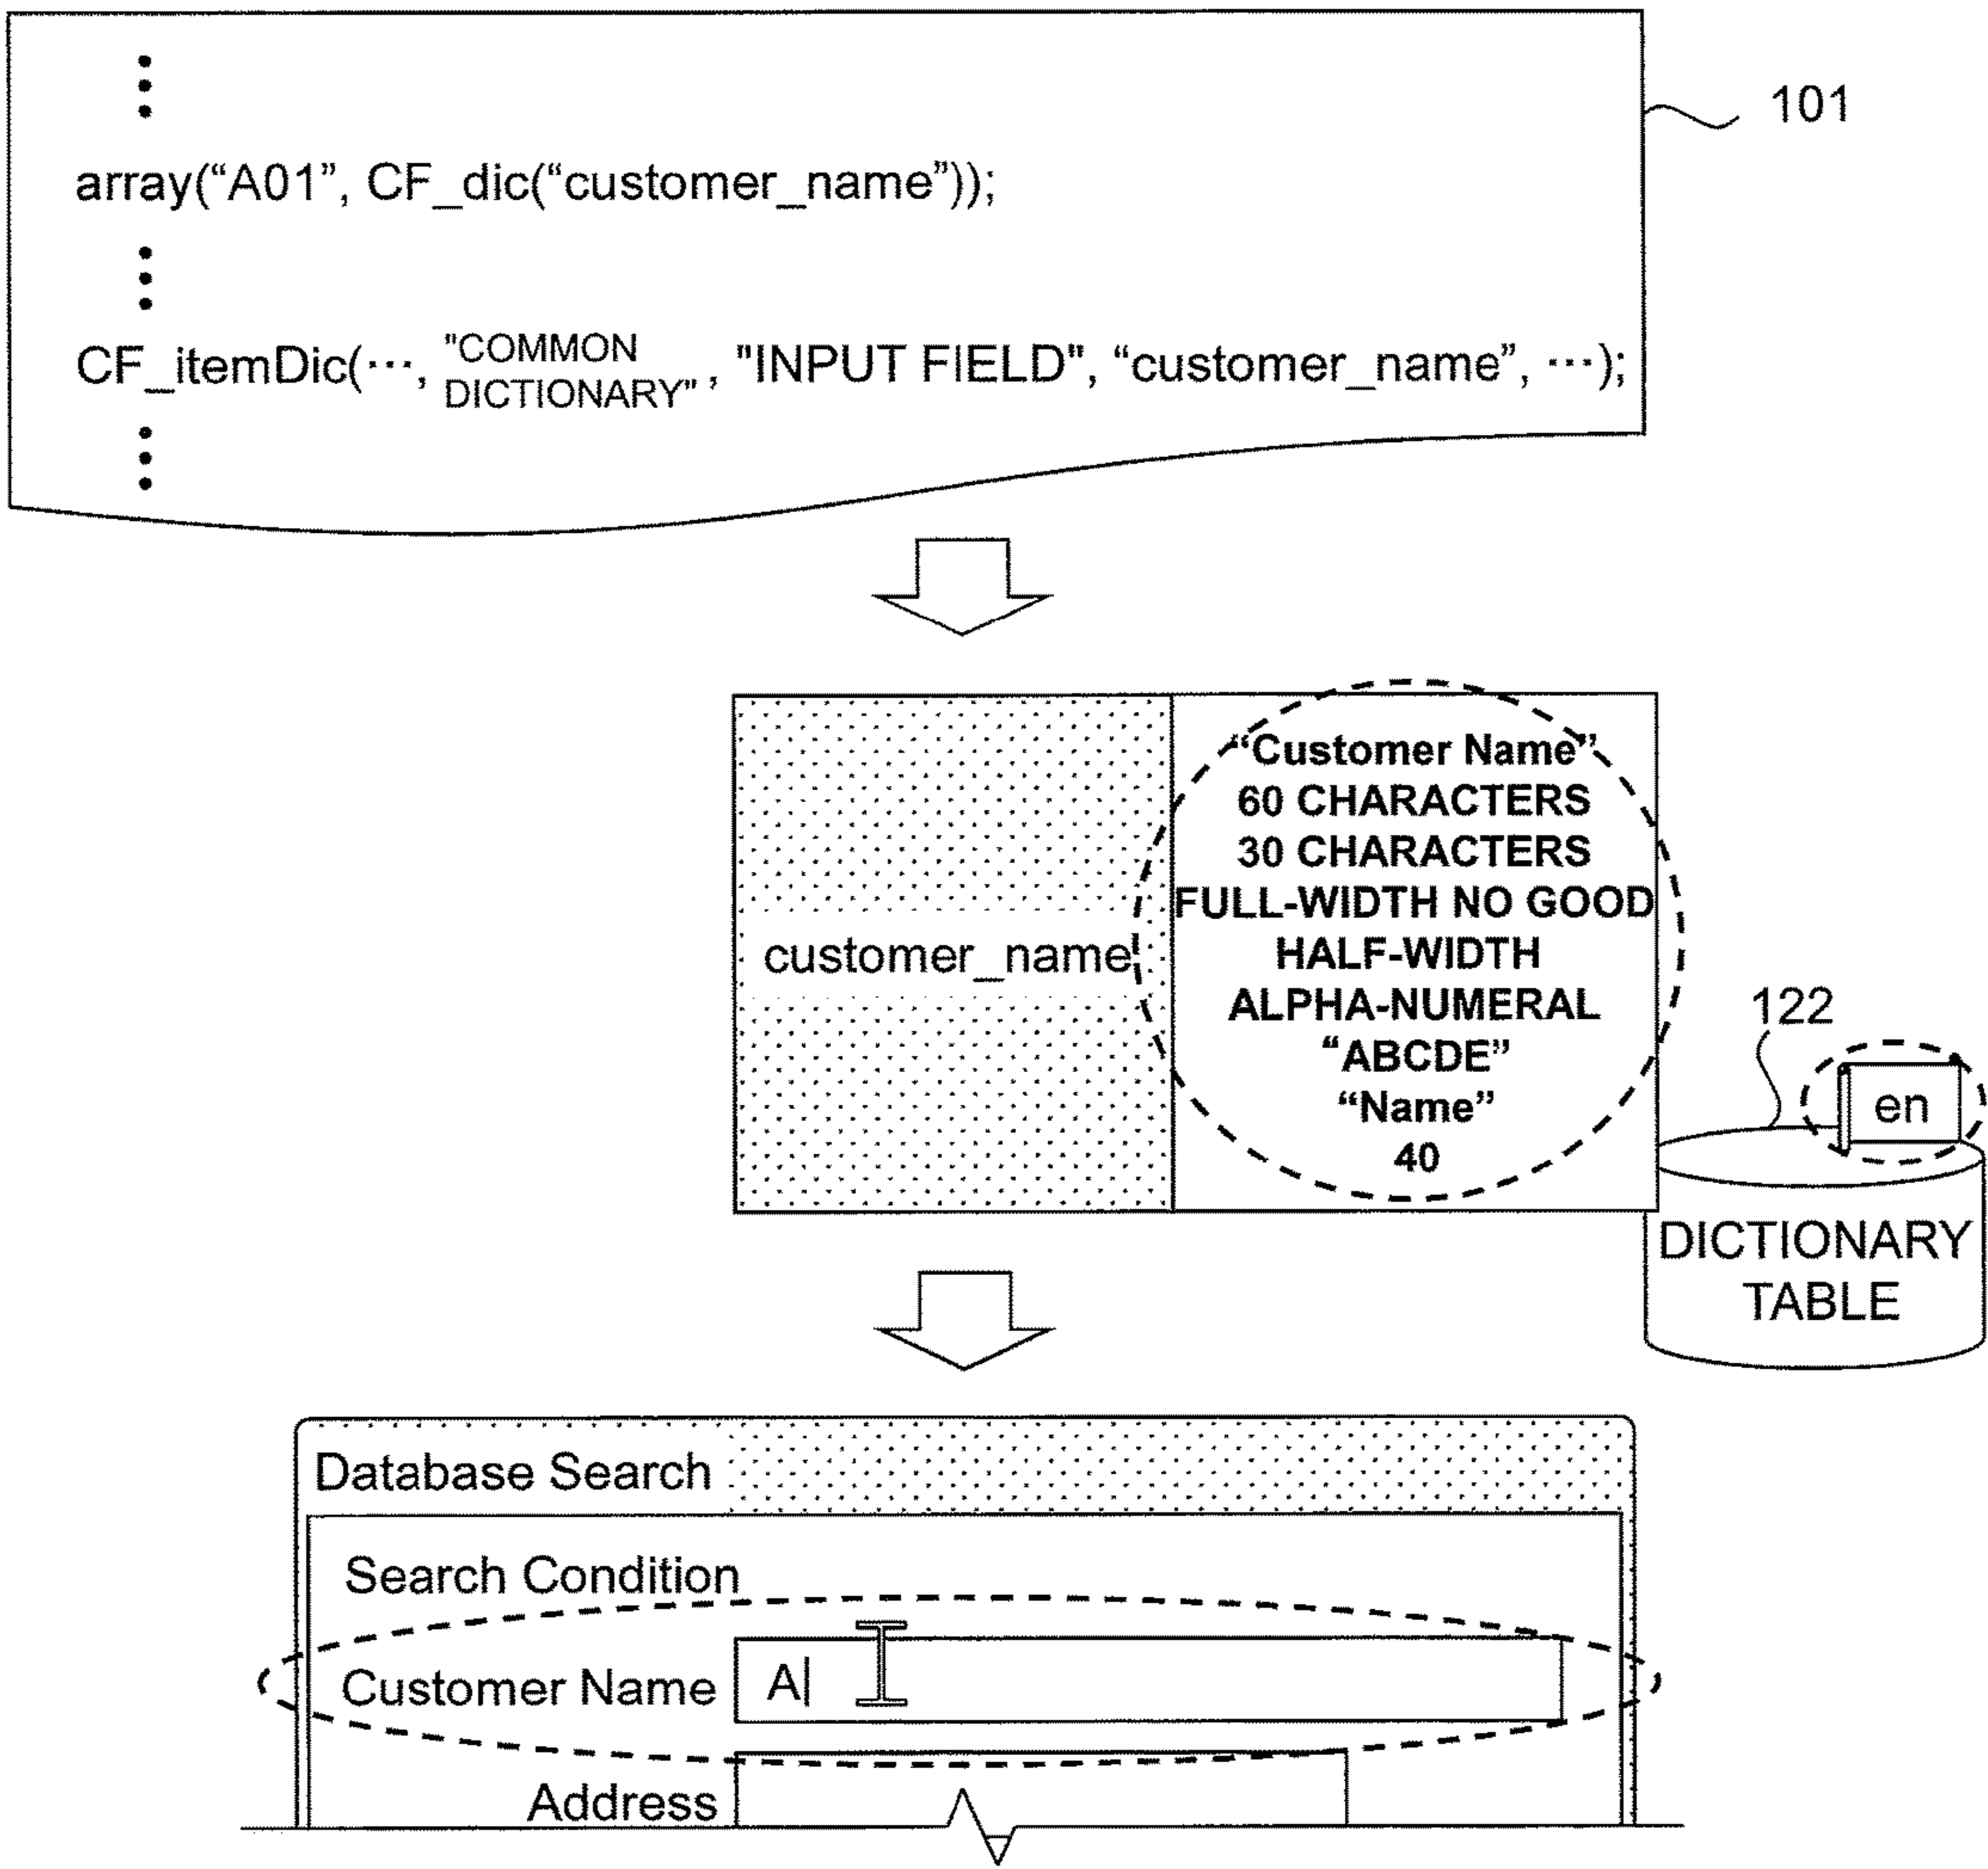 101
array(“A01”, CF_dic(“customer_name”));
CF_itemDic(···, "COMMON DICTIONARY", "INPUT FIELD", “customer_name”, ···);
“Customer Name”
60 CHARACTERS
30 CHARACTERS
FULL-WIDTH NO GOOD
customer_name
HALF-WIDTH
ALPHA-NUMERAL
“ABCDE”
“Name”
40
122
en
DICTIONARY
TABLE
Database Search
Search Condition
Customer Name A
Address